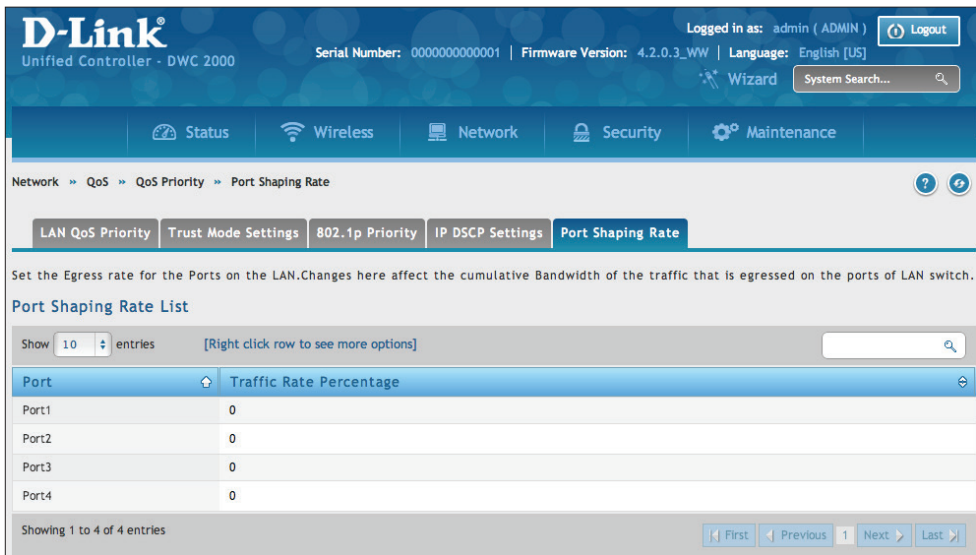 D-Link®
Unified Controller - DWC 2000
Logged in as: admin ( ADMIN ) Logout
Serial Number: 0000000000001 | Firmware Version: 4.2.0.3_WW | Language: English [US]
Wizard System Search...
Status Wireless Network Security Maintenance
Network » QoS » QoS Priority » Port Shaping Rate ?
LAN QoS Priority Trust Mode Settings 802.1p Priority IP DSCP Settings Port Shaping Rate
Set the Egress rate for the Ports on the LAN.Changes here affect the cumulative Bandwidth of the traffic that is egressed on the ports of LAN switch.
Port Shaping Rate List
Show 10 entries [Right click row to see more options]
Port Traffic Rate Percentage
Port1 0
Port2 0
Port3 0
Port4 0
Showing 1 to 4 of 4 entries First Previous 1 Next Last